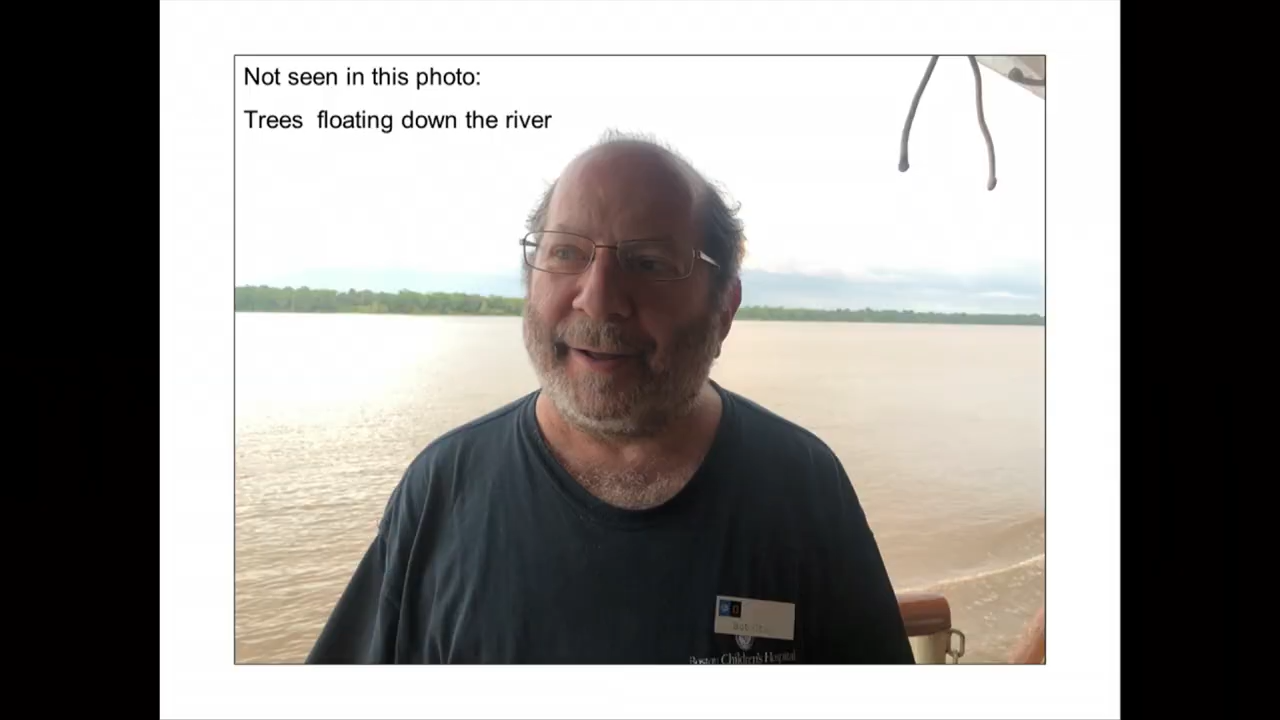 Not seen in this photo:
Trees floating down the river
Boston Children's Hospital